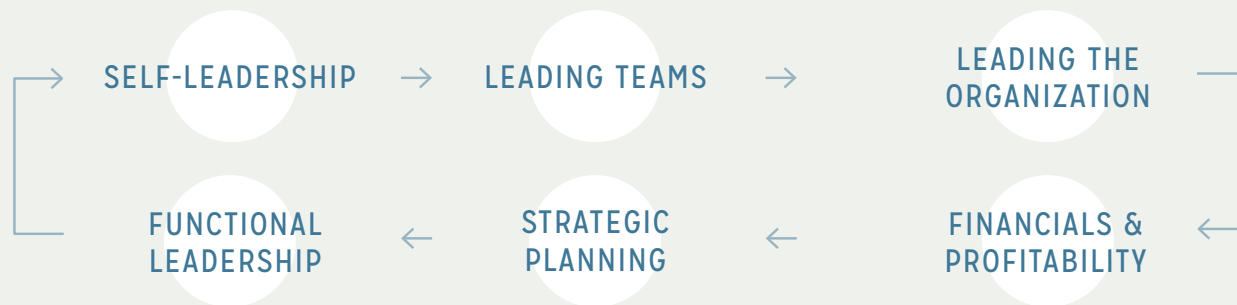 SELF-LEADERSHIP
LEADING TEAMS
LEADING THE
ORGANIZATION
FUNCTIONAL
LEADERSHIP
STRATEGIC
PLANNING
FINANCIALS &
PROFITABILITY